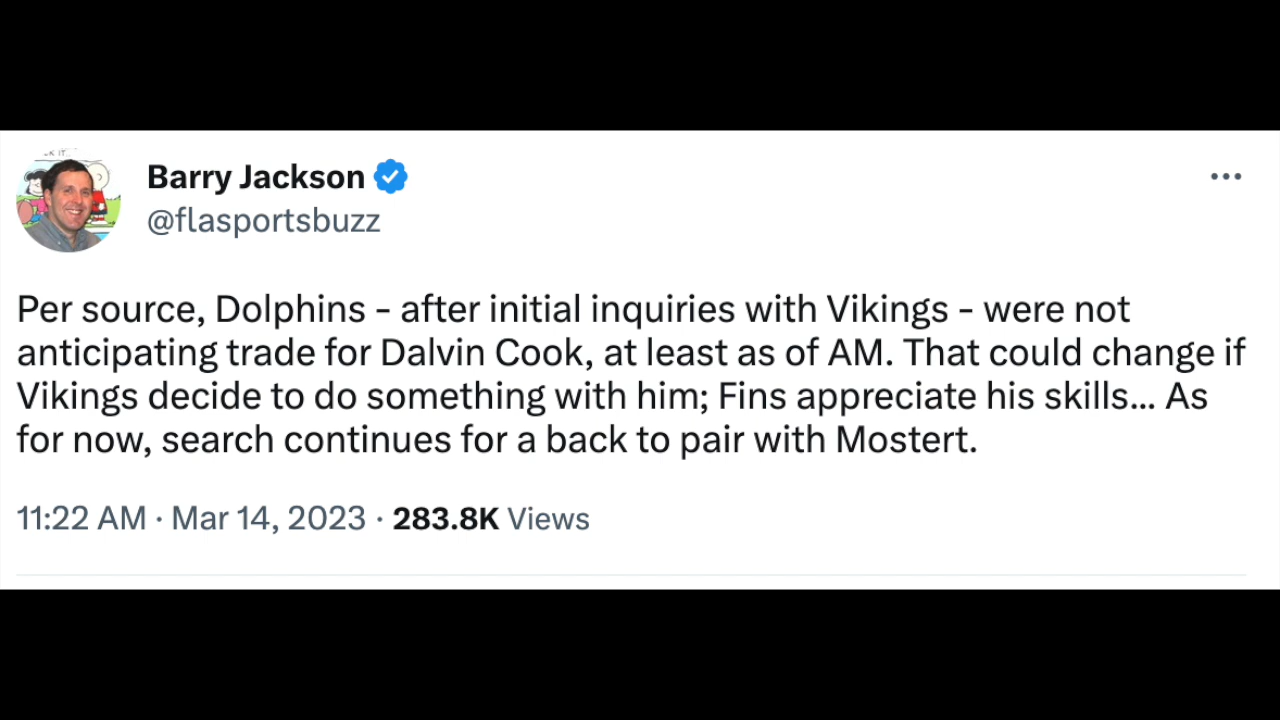 Barry Jackson
@flasportsbuzz
Per source, Dolphins - after initial inquiries with Vikings - were not
anticipating trade for Dalvin Cook, at least as of AM. That could change if
Vikings decide to do something with him; Fins appreciate his skills... As
for now, search continues for a back to pair with Mostert.
11:22 AM · Mar 14, 2023 · 283.8K Views